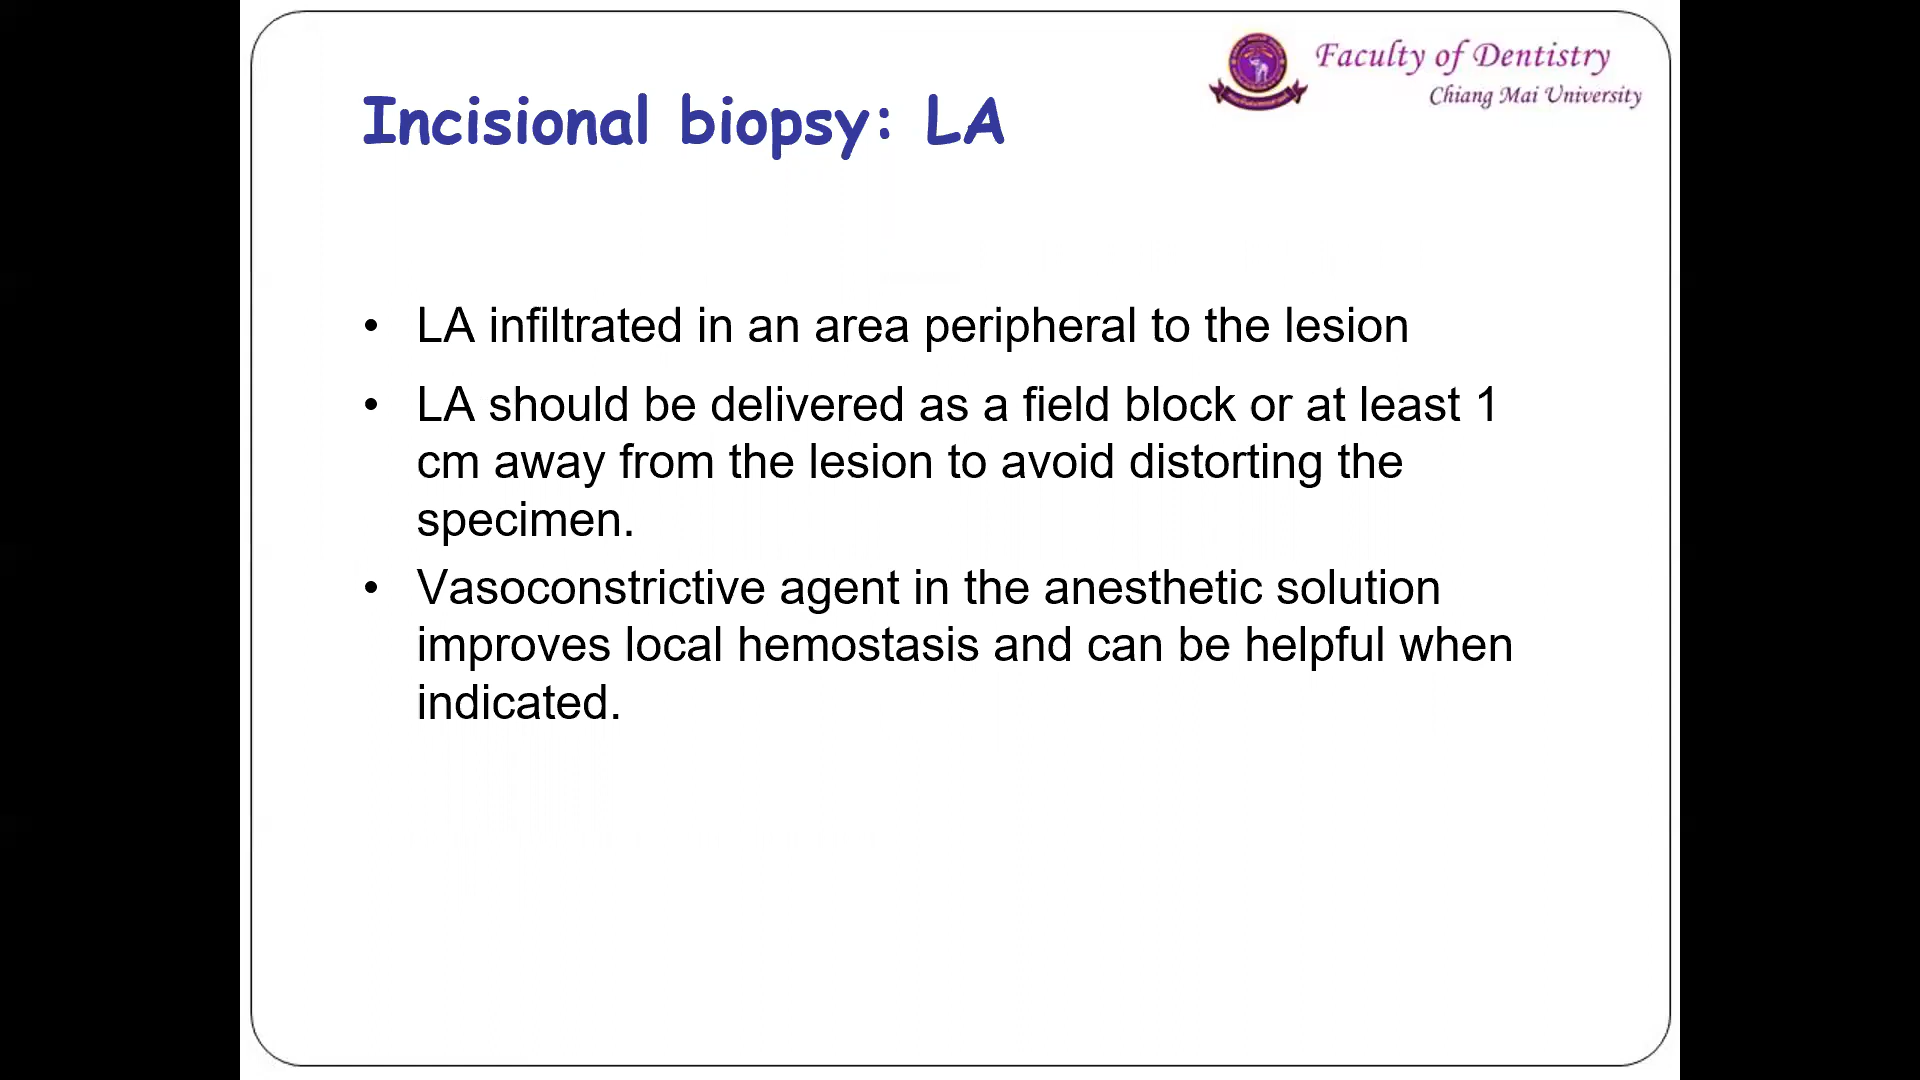 Faculty of Dentistry
Chiang Mai University
Incisional biopsy: LA
• LA infiltrated in an area peripheral to the lesion
• LA should be delivered as a field block or at least 1
cm away from the lesion to avoid distorting the
specimen.
• Vasoconstrictive agent in the anesthetic solution
improves local hemostasis and can be helpful when
indicated.